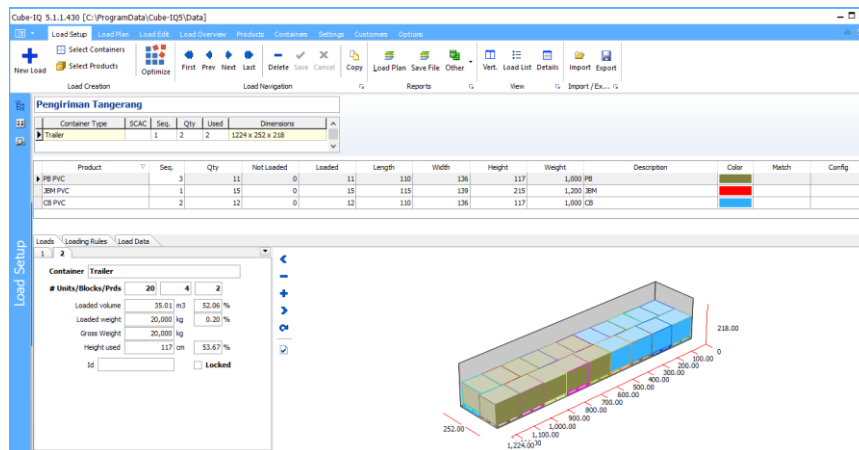 Cube-IQ 5.1.1.430 [C:\ProgramData\Cube-IQ5\Data]
Load Setup Load Plan Load Edit Load Overview Products Containers Settings Customers Options
New Load Select Containers Select Products Optimize First Prev Next Last Delete Save Cancel Copy Load Plan Save File Other Vert. Load List Details Import Export
Load Creation Load Navigation Reports View Import / Ex...
Pengiriman Tangerang
Container Type SCAC Seq. Qty Used Dimensions
Trailer 1 2 2 1224 x 252 x 218
Product Seq. Qty Not Loaded Loaded Length Width Height Weight Description Color Match Config
PB PVC 3 11 0 11 110 136 117 1,000 PB
JBM PVC 1 15 0 15 115 139 215 1,200 JBM
CB PVC 2 12 0 12 110 136 117 1,000 CB
Load Setup
Loads Loading Rules Load Data
1 2
Container Trailer
# Units/Blocks/Prds 20 4 2
Loaded volume 35.01 m3 52.06 %
Loaded weight 20,000 kg 0.20 %
Gross Weight 20,000 kg
Height used 117 cm 53.67 %
Id Locked
218.00
0
100.00
200.00
300.00
400.00
500.00
600.00
700.00
800.00
900.00
1,000.00
1,100.00
1,224.00
252.00